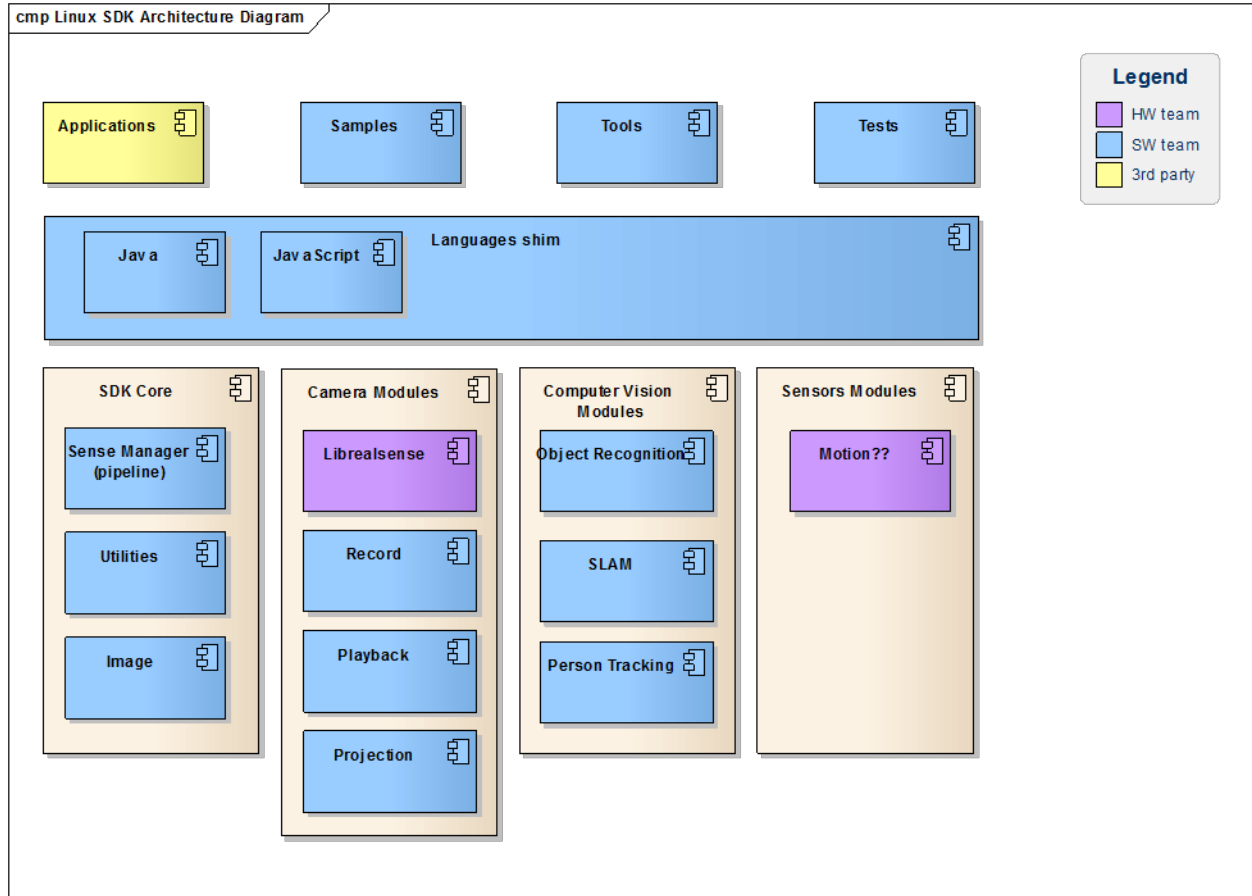 cmp Linux SDK Architecture Diagram
Legend
HW team
SW team
3rd party
Applications
Samples
Tools
Tests
Languages shim
Java
JavaScript
SDK Core
Sense Manager
(pipeline)
Utilities
Image
Camera Modules
Librealsense
Record
Playback
Projection
Computer Vision
Modules
Object Recognition
SLAM
Person Tracking
Sensors Modules
Motion??